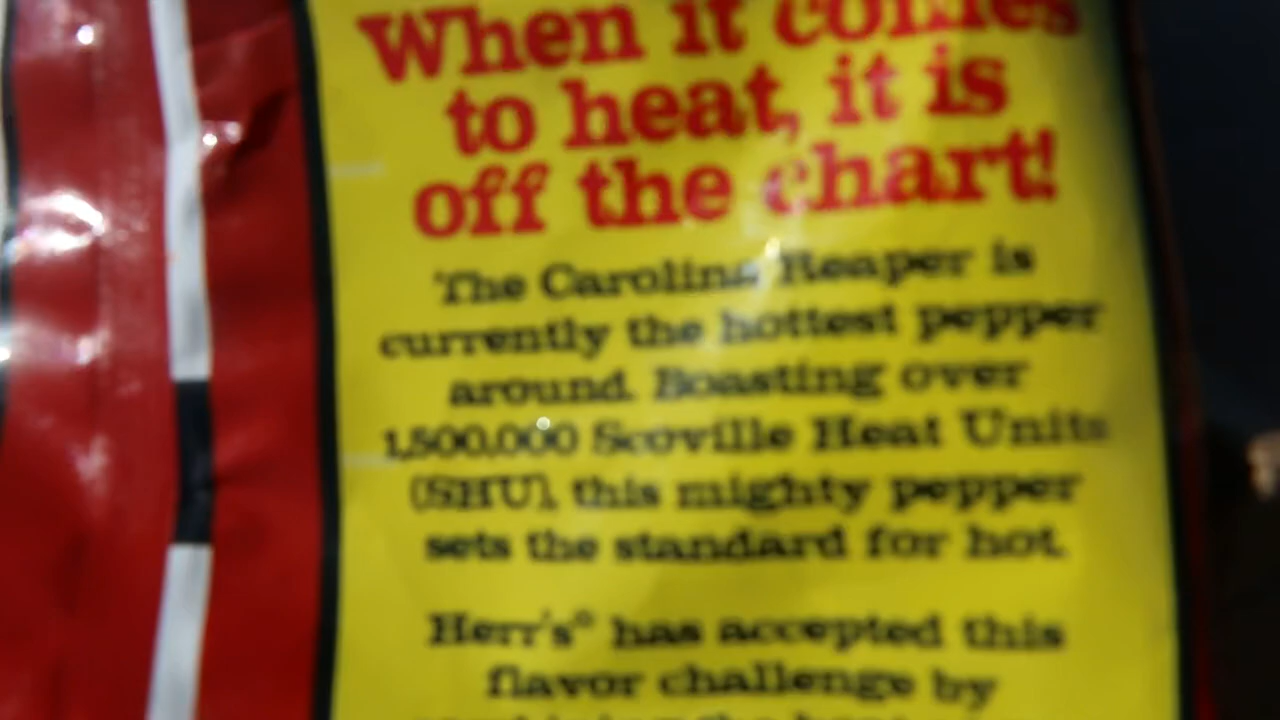 When it comes
to heat, it is
off the chart!
The Carolina Reaper is
currently the hottest pepper
around. Boasting over
1,500,000 Scoville Heat Units
(SHU), this mighty pepper
sets the standard for hot.
Herr's® has accepted this
flavor challenge by